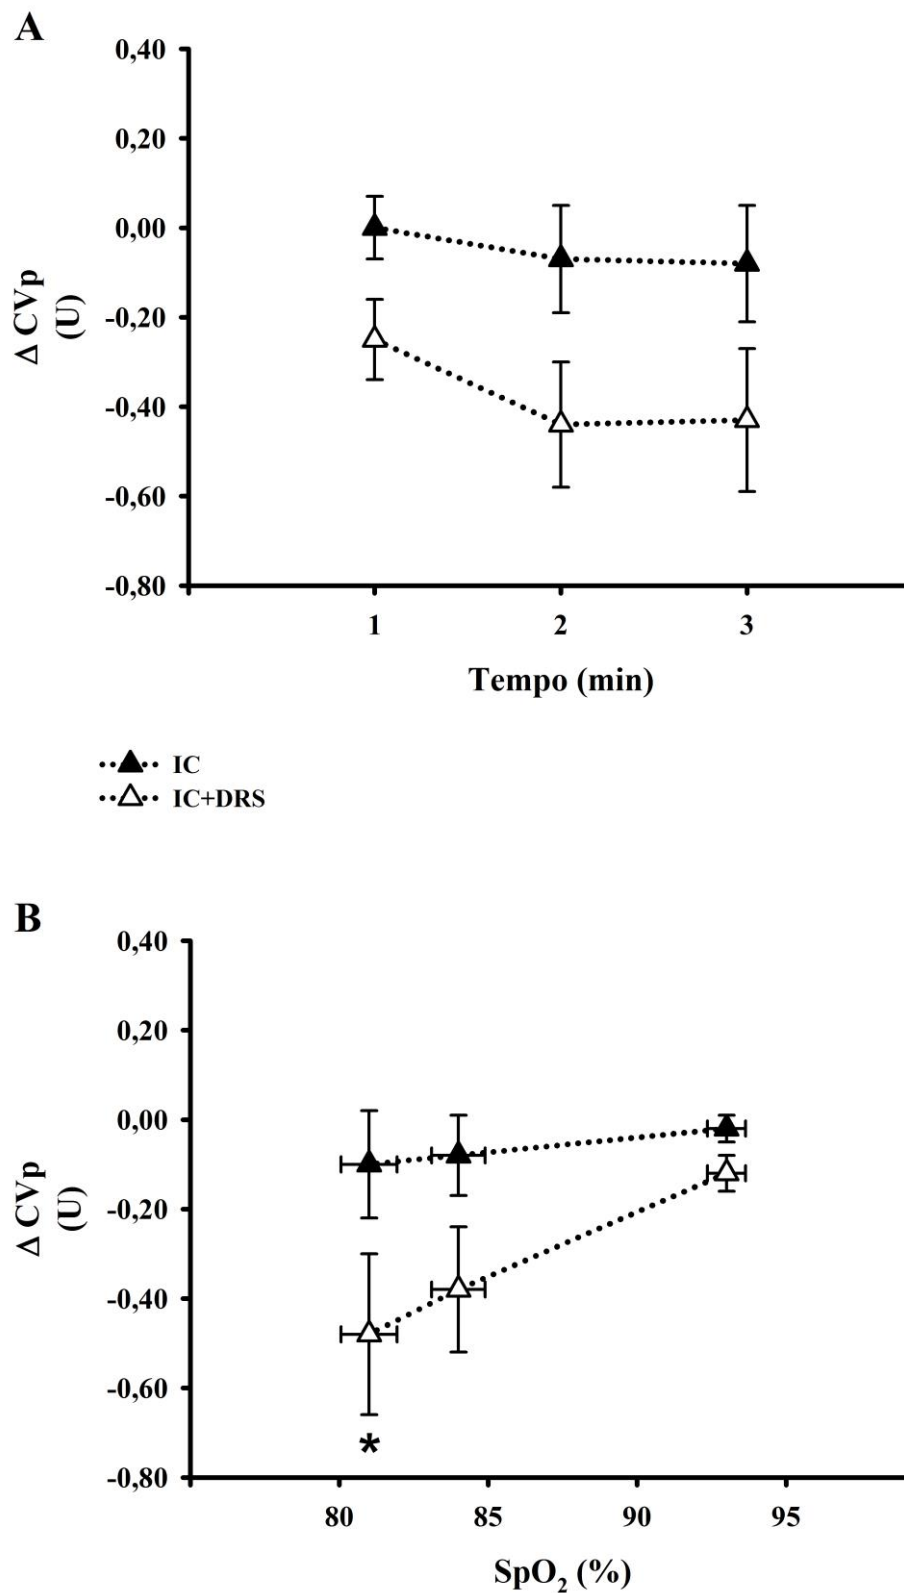 A
0,40
0,20
0,00
-0,20
-0,40
-0,60
-0,80
Δ CVp
(U)
1 2 3
Tempo (min)
IC
IC+DRS
B
0,40
0,20
0,00
-0,20
-0,40
-0,60
-0,80
Δ CVp
(U)
*
80 85 90 95
SpO₂ (%)